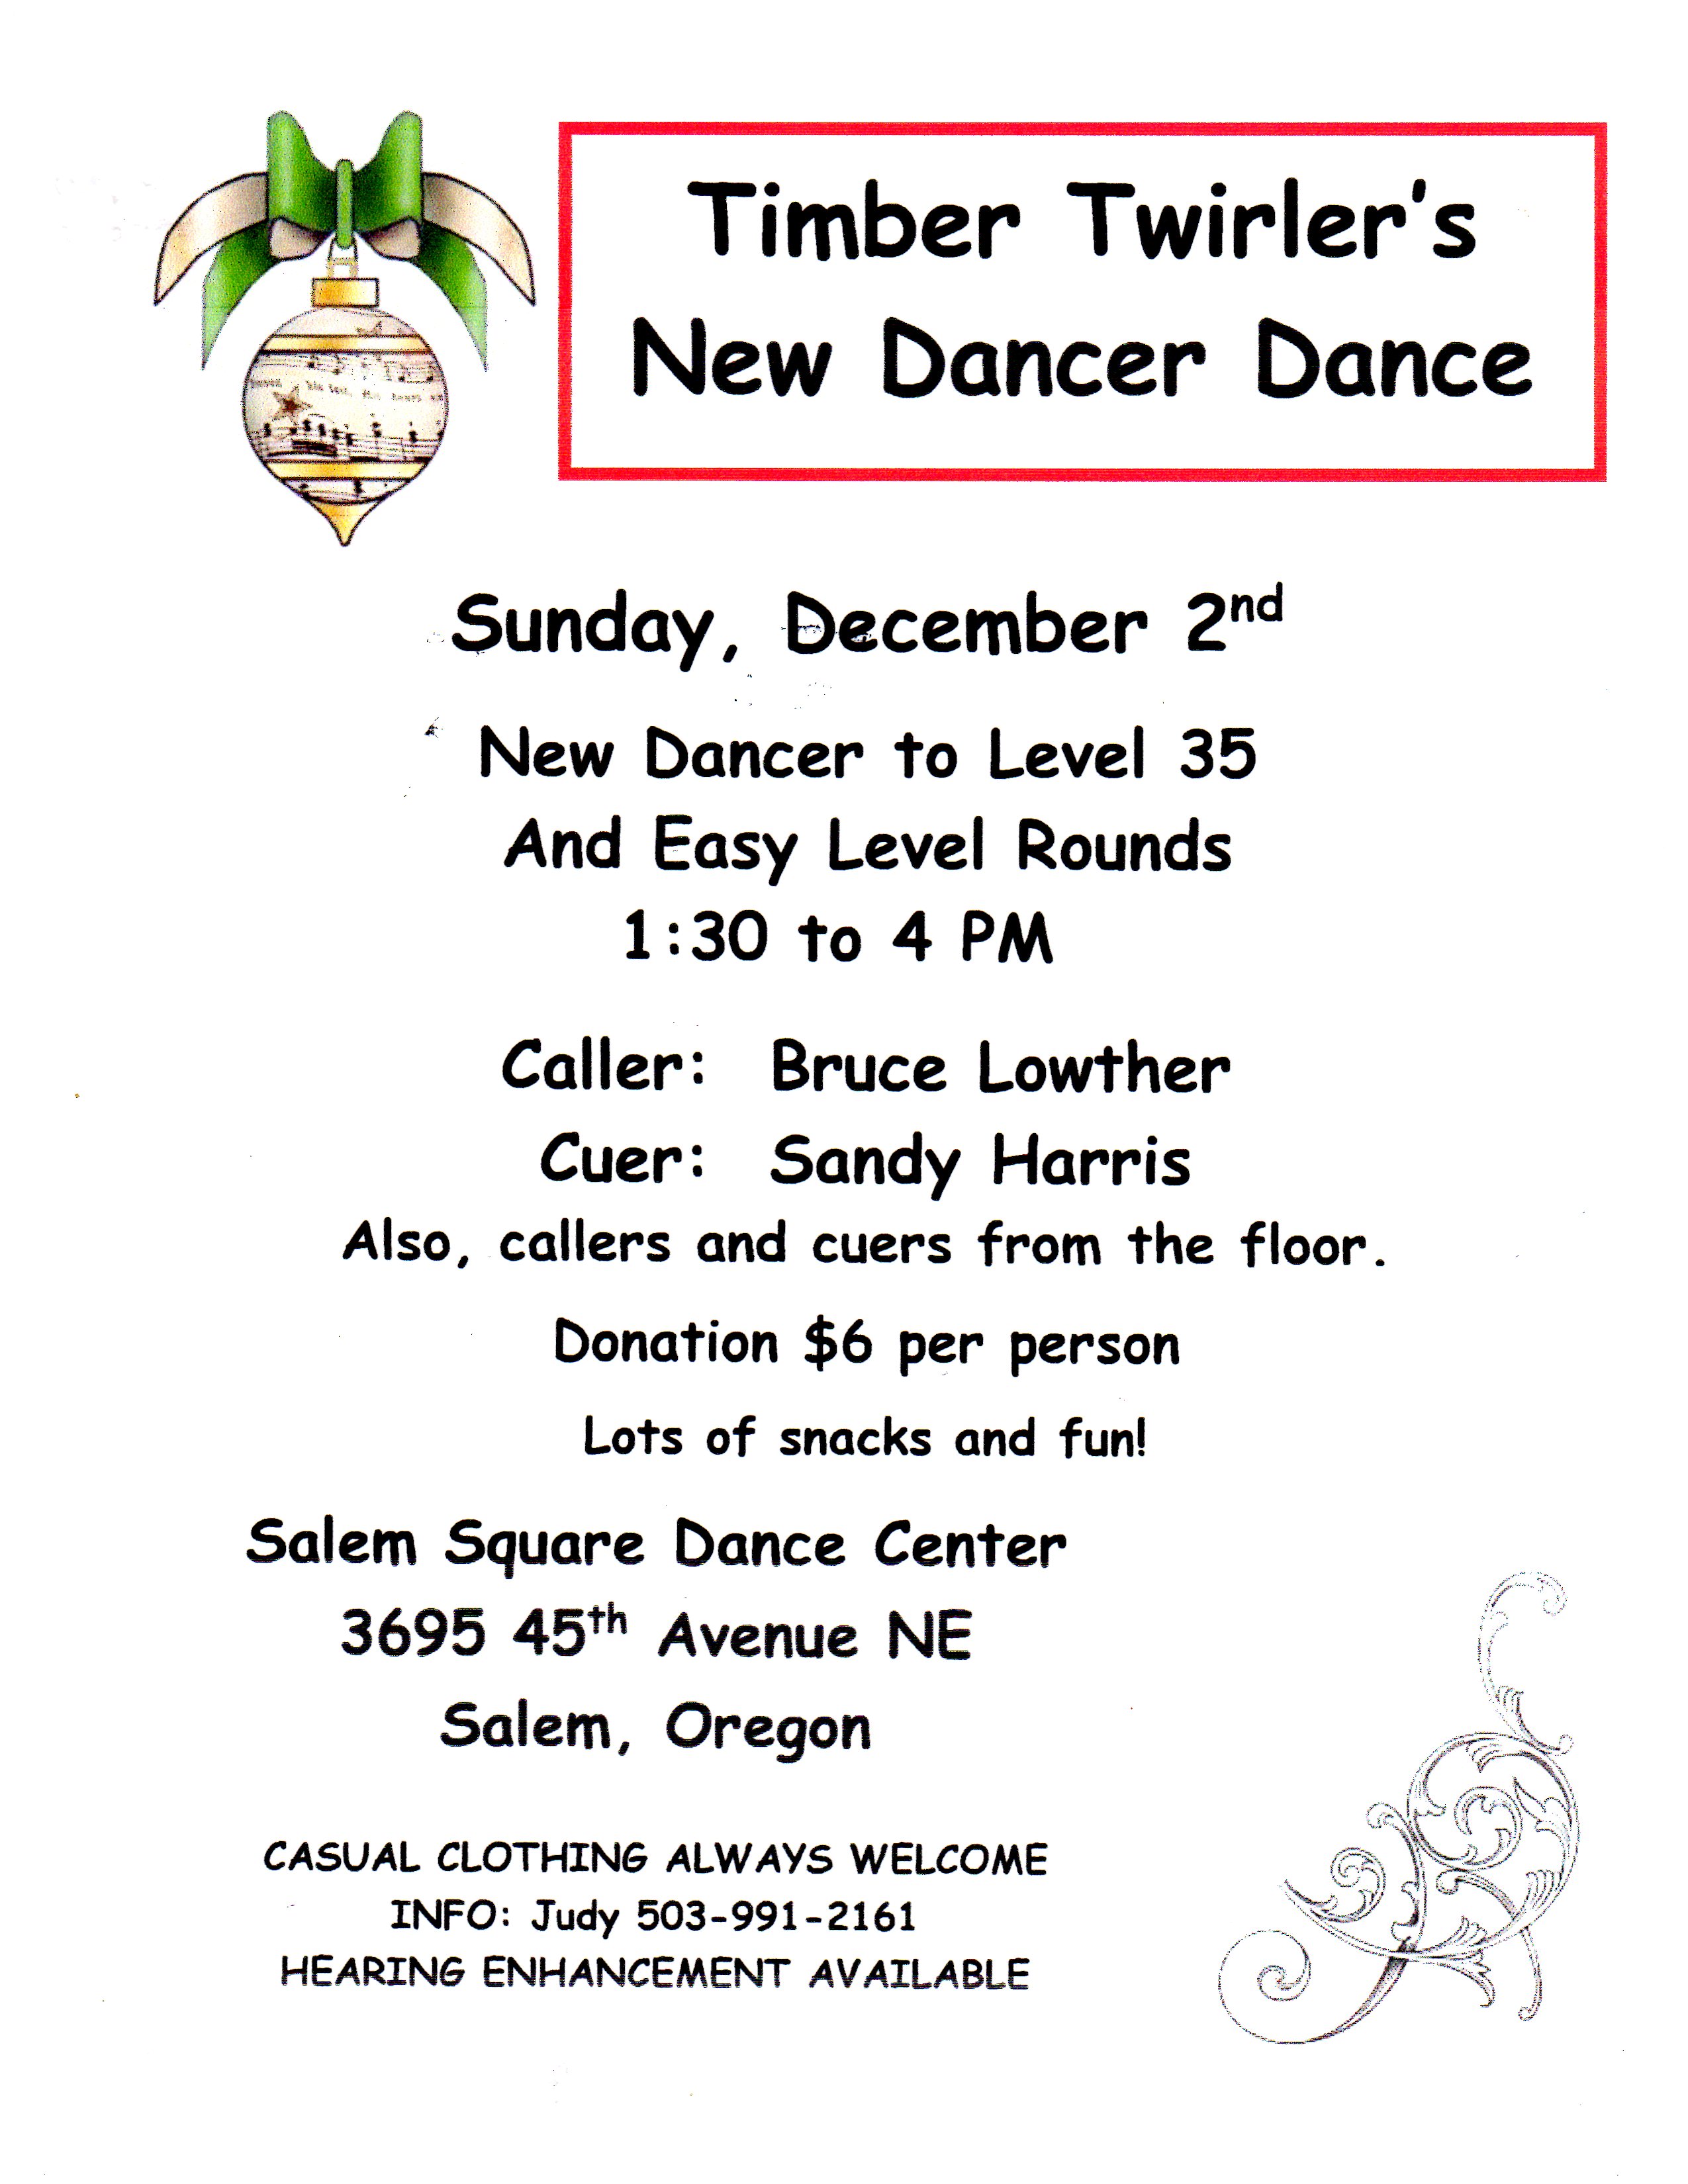 Timber Twirler's
New Dancer Dance
Sunday, December 2nd
New Dancer to Level 35
And Easy Level Rounds
1:30 to 4 PM
Caller: Bruce Lowther
Cuer: Sandy Harris
Also, callers and cuers from the floor.
Donation $6 per person
Lots of snacks and fun!
Salem Square Dance Center
3695 45th Avenue NE
Salem, Oregon
CASUAL CLOTHING ALWAYS WELCOME
INFO: Judy 503-991-2161
HEARING ENHANCEMENT AVAILABLE